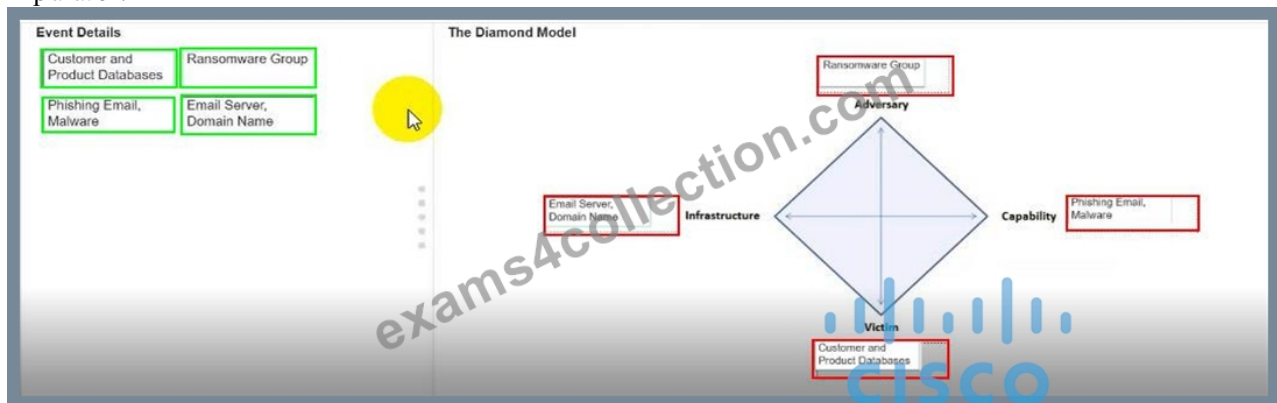 Event Details
The Diamond Model
Customer and
Product Databases
Ransomware Group
Phishing Email,
Malware
Email Server,
Domain Name
Ransomware Group
Adversary
Email Server,
Domain Name
Infrastructure
Capability
Phishing Email,
Malware
Victim
Customer and
Product Databases
exams4collection.com
CISCO